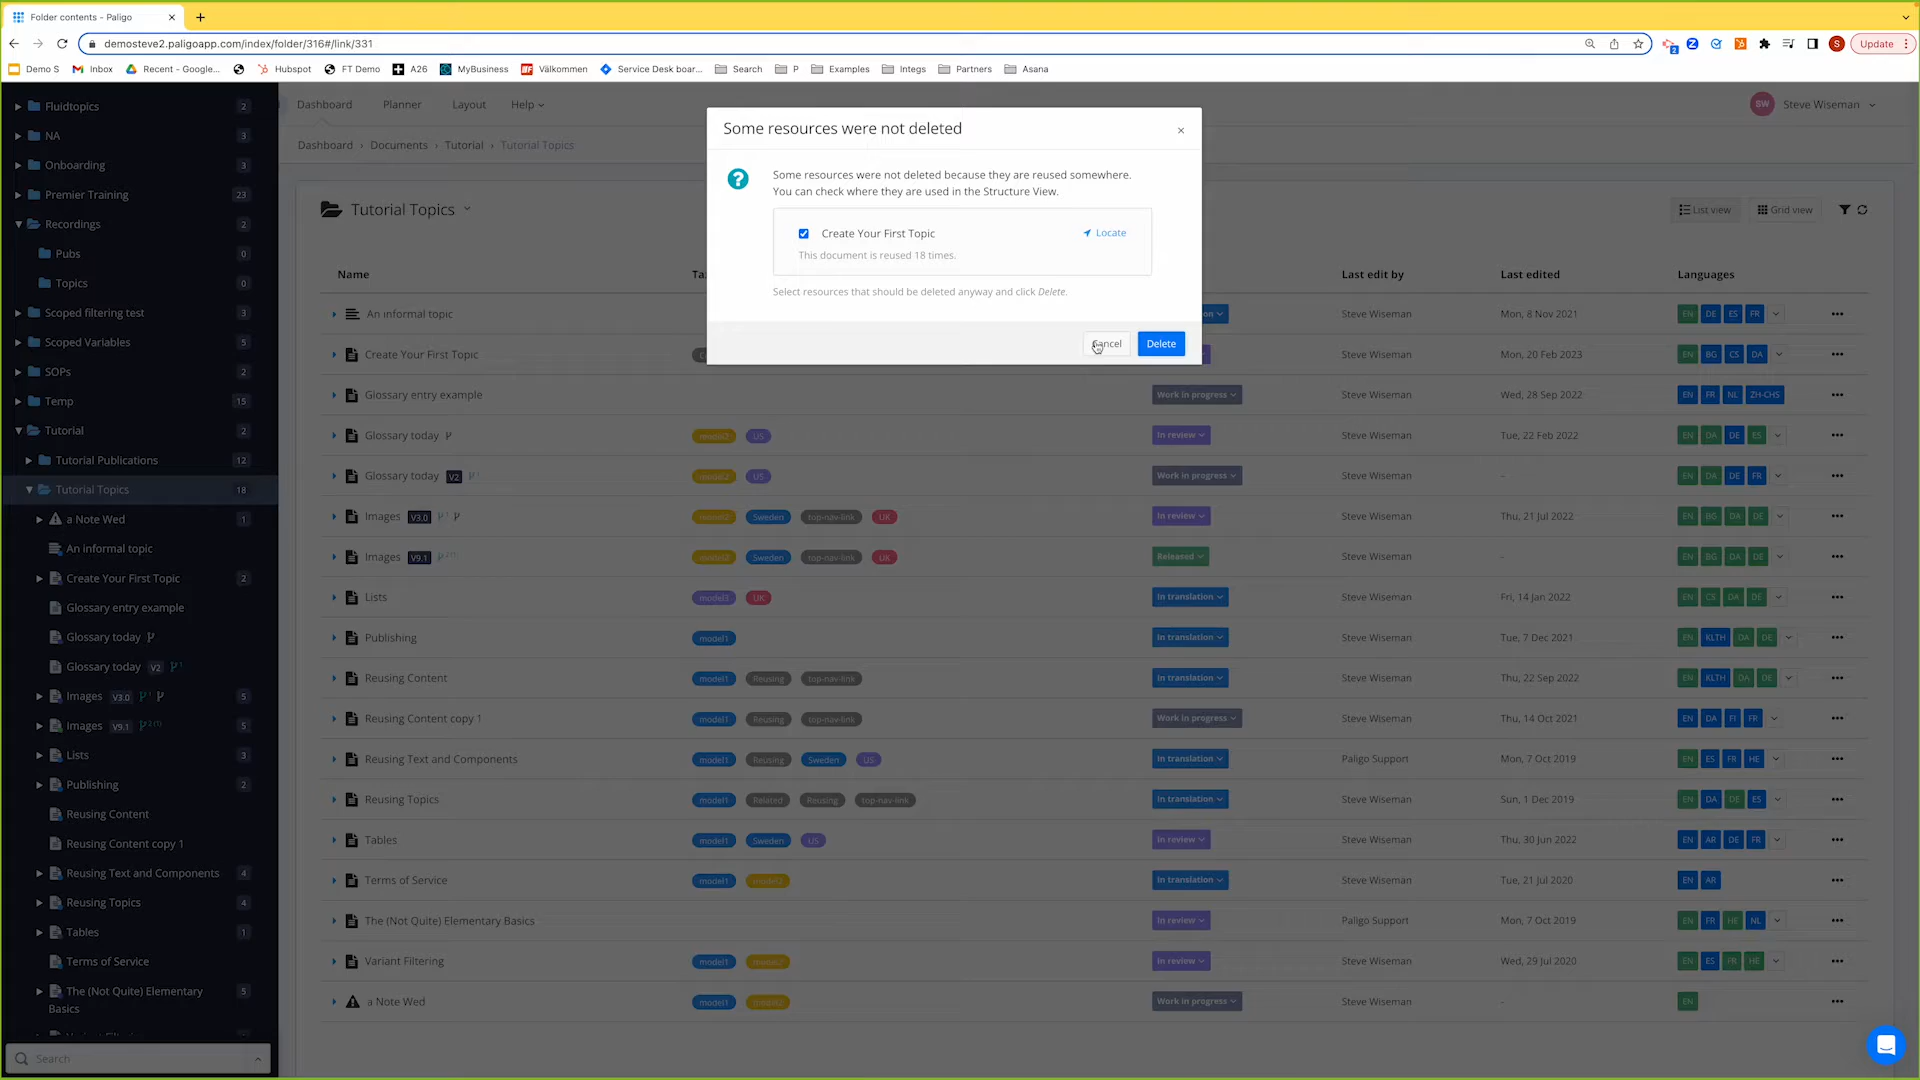 Folder contents - Paligo
demosteve2.paligoapp.com/index/folder/316#/link/331
S
Update
Demo S
Inbox
Recent - Google...
Hubspot
FT Demo
A26
MyBusiness
Välkommen
Service Desk boar...
Search
P
Examples
Integs
Partners
Asana
Fluidtopics 2
NA 3
Onboarding 3
Premier Training 23
Recordings 2
Pubs 0
Topics 0
Scoped filtering test 3
Scoped Variables 2
SOPs 2
Temp 15
Tutorial 2
Tutorial Publications 12
Tutorial Topics 18
a Note Wed 1
An informal topic
Create Your First Topic 2
Glossary entry example
Glossary today
Glossary today V2 1
Images V3.0 1 5
Images V9.1 2 (1) 5
Lists 3
Publishing 2
Reusing Content
Reusing Content copy 1
Reusing Text and Components 4
Reusing Topics 4
Tables 1
Terms of Service
The (Not Quite) Elementary Basics 5
Search
Dashboard Planner Layout Help
BW Steve Wiseman
Dashboard › Documents › Tutorial › Tutorial Topics
Tutorial Topics
List view Grid view
Some resources were not deleted
Some resources were not deleted because they are reused somewhere.
You can check where they are used in the Structure View.
Create Your First Topic Locate
This document is reused 18 times.
Select resources that should be deleted anyway and click Delete.
Delete
Name Last edit by Last edited Languages
An informal topic Steve Wiseman Mon, 8 Nov 2021 EN DE ES FR
Create Your First Topic Steve Wiseman Mon, 20 Feb 2023 EN BG CS DA
Glossary entry example Work in progress Steve Wiseman Wed, 28 Sep 2022 EN FR NL ZH-CHS
Glossary today model2 US In review Steve Wiseman Tue, 22 Feb 2022 EN DA DE ES
Glossary today V2 1 model2 US Work in progress Steve Wiseman - EN DA DE FR
Images V3.0 1 model2 Sweden top-nav-link UK In review Steve Wiseman Thu, 21 Jul 2022 EN BG DA DE
Images V9.1 2 (1) model2 Sweden top-nav-link UK Released Steve Wiseman - EN BG DA DE
Lists model3 UK In translation Steve Wiseman Fri, 14 Jan 2022 EN CS DA DE
Publishing model1 In translation Steve Wiseman Tue, 7 Dec 2021 EN KLTH DA DE
Reusing Content model1 Reusing top-nav-link In translation Steve Wiseman Thu, 22 Sep 2022 EN KLTH DA DE
Reusing Content copy 1 model1 Reusing top-nav-link Work in progress Steve Wiseman Thu, 14 Oct 2021 EN DA FI FR
Reusing Text and Components model1 Reusing Sweden US In translation Paligo Support Mon, 7 Oct 2019 EN ES FR HE
Reusing Topics model1 Related Reusing top-nav-link In translation Steve Wiseman Sun, 1 Dec 2019 EN DA DE ES
Tables model1 Sweden US In review Steve Wiseman Thu, 30 Jun 2022 EN AR DE FR
Terms of Service model1 model2 In translation Steve Wiseman Tue, 21 Jul 2020 EN AR
The (Not Quite) Elementary Basics In review Paligo Support Mon, 7 Oct 2019 EN FR HE NL
Variant Filtering model1 model2 In review Steve Wiseman Wed, 29 Jul 2020 EN ES FR HE
a Note Wed model1 model2 Work in progress Steve Wiseman - EN